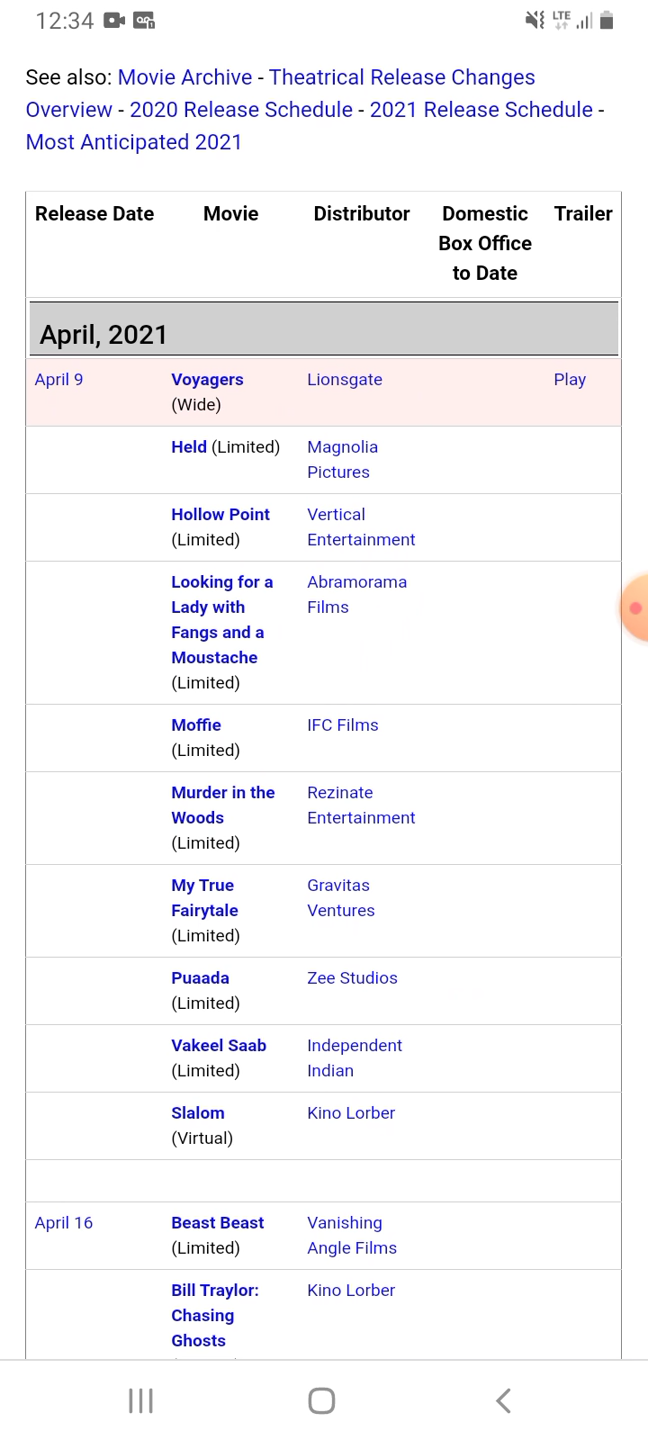 12:34
LTE
See also: Movie Archive - Theatrical Release Changes
Overview - 2020 Release Schedule - 2021 Release Schedule -
Most Anticipated 2021
Release Date Movie Distributor Domestic Trailer
Box Office
to Date
April, 2021
April 9 Voyagers Lionsgate Play
(Wide)
Held (Limited) Magnolia
Pictures
Hollow Point Vertical
(Limited) Entertainment
Looking for a Abramorama
Lady with Films
Fangs and a
Moustache
(Limited)
Moffie IFC Films
(Limited)
Murder in the Rezinate
Woods Entertainment
(Limited)
My True Gravitas
Fairytale Ventures
(Limited)
Puaada Zee Studios
(Limited)
Vakeel Saab Independent
(Limited) Indian
Slalom Kino Lorber
(Virtual)
April 16 Beast Beast Vanishing
(Limited) Angle Films
Bill Traylor: Kino Lorber
Chasing
Ghosts